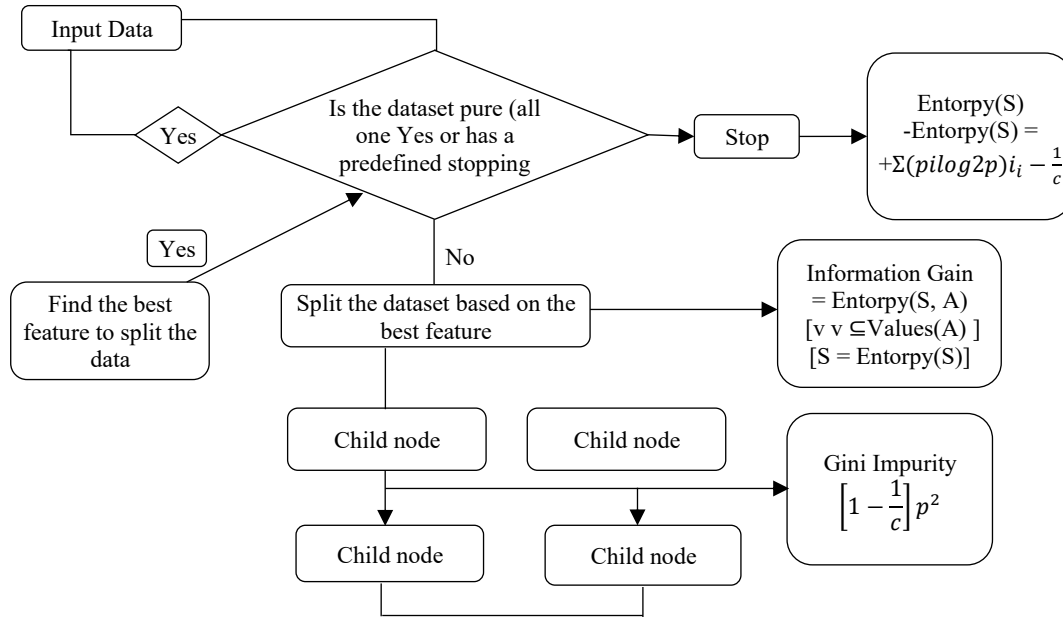 Input Data
Is the dataset pure (all
one Yes or has a
predefined stopping
Yes
Stop
Entorpy(S)
-Entorpy(S) =
+Σ(pilog2p)i_i − 1/c
Yes
No
Find the best
feature to split the
data
Split the dataset based on the
best feature
Information Gain
= Entorpy(S, A)
[v v ⊆Values(A) ]
[S = Entorpy(S)]
Child node
Child node
Gini Impurity
[1 − 1/c] p²
Child node
Child node